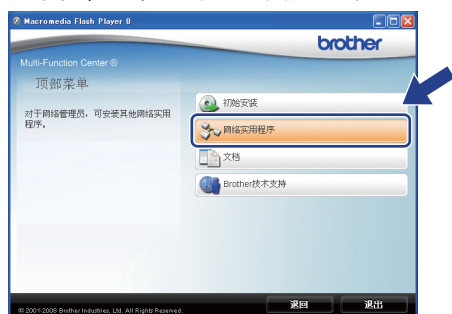 Macromedia Flash Player 8
brother
Multi-Function Center ®
顶部菜单
对于网络管理员，可安装其他网络实用
程序。
初始安装
网络实用程序
文档
Brother技术支持
© 2001-2008 Brother Industries, Ltd. All Rights Reserved.
返回
退出